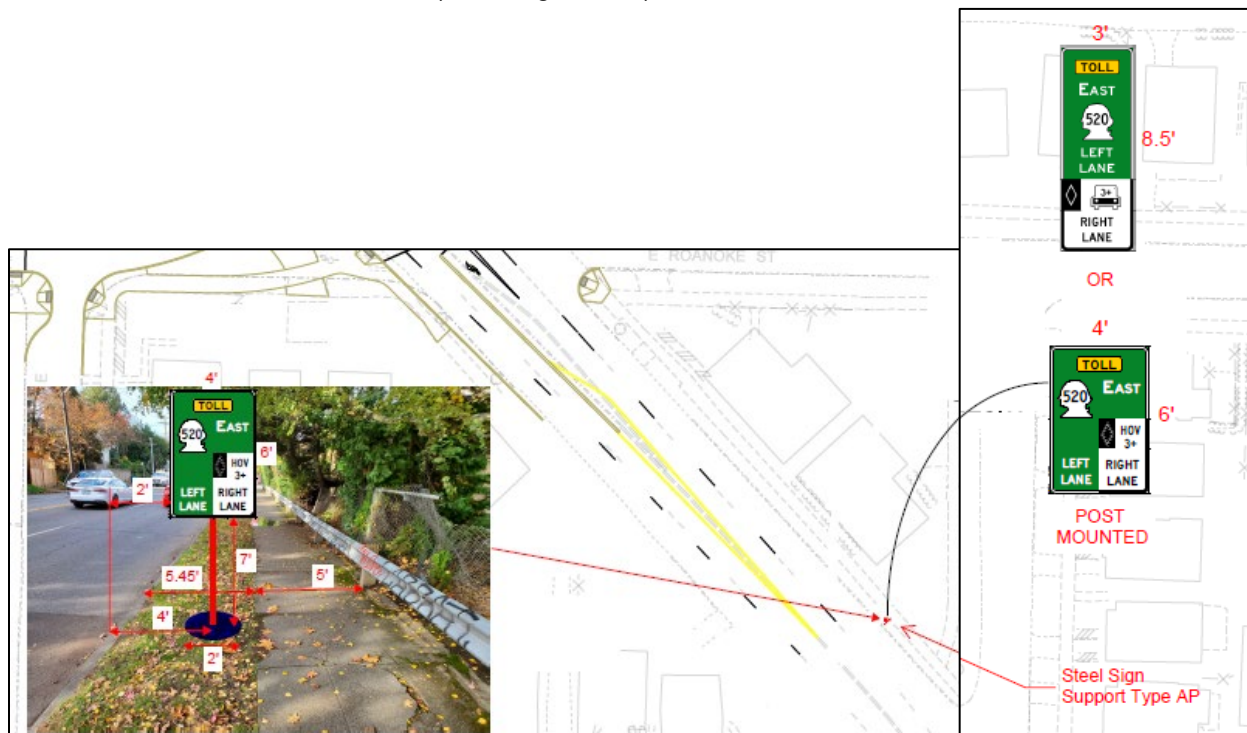 3'
TOLL
EAST
520
LEFT
LANE
3+
RIGHT
LANE
8.5'
OR
4'
TOLL
520
EAST
HOV
3+
LEFT
LANE
RIGHT
LANE
6'
POST
MOUNTED
E ROANOKE ST
4'
TOLL
520
EAST
HOV
3+
LEFT
LANE
RIGHT
LANE
6'
2'
7'
5.45'
5'
4'
2'
Steel Sign
Support Type AP